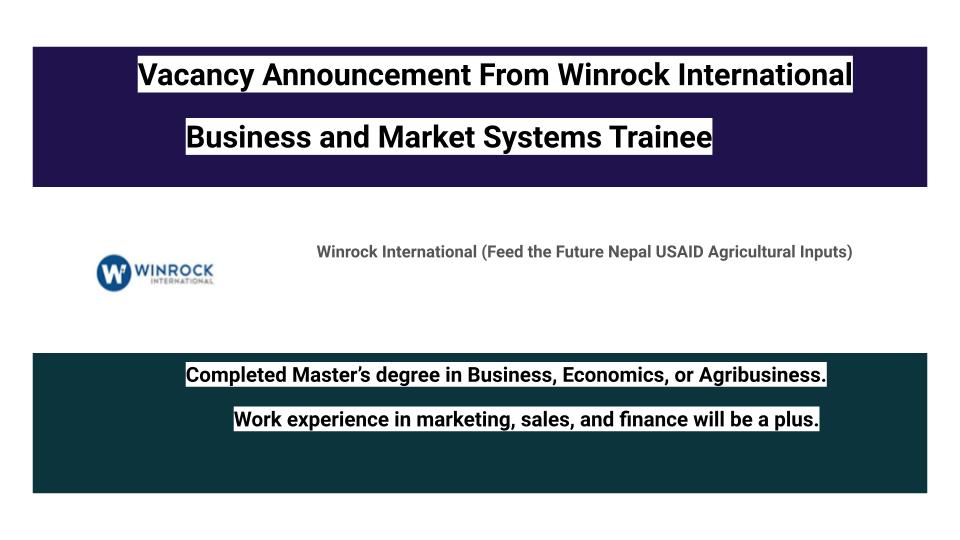 Vacancy Announcement From Winrock International
Business and Market Systems Trainee
Winrock International (Feed the Future Nepal USAID Agricultural Inputs)
W
WINROCK
INTERNATIONAL
Completed Master’s degree in Business, Economics, or Agribusiness.
Work experience in marketing, sales, and finance will be a plus.